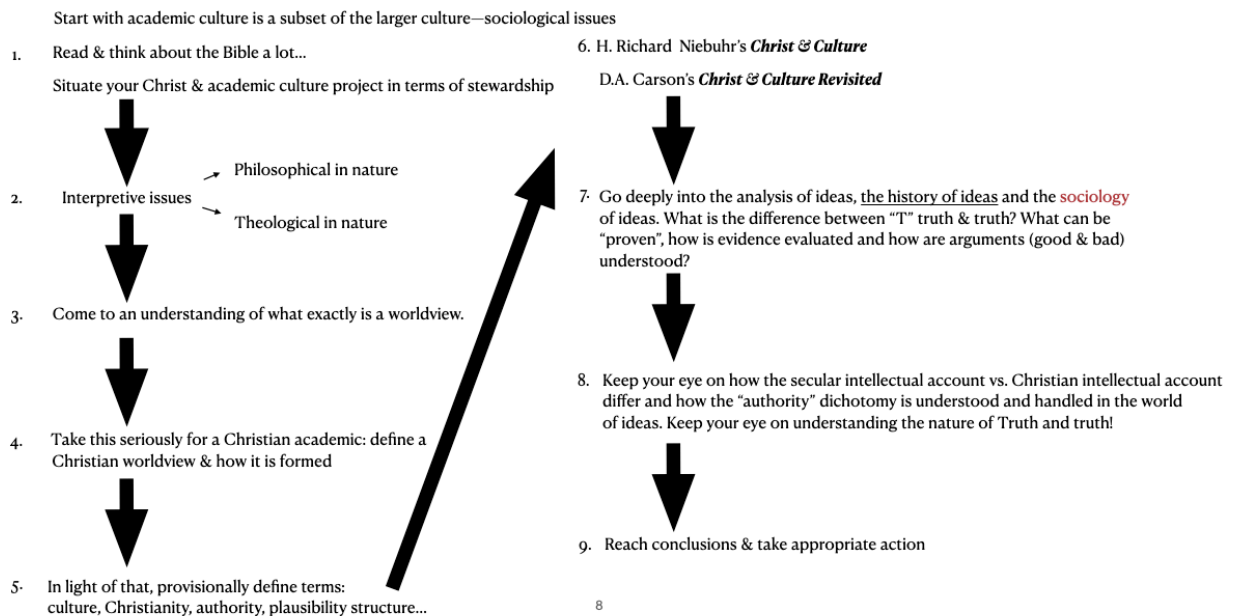 Start with academic culture is a subset of the larger culture—sociological issues
1. Read & think about the Bible a lot...
Situate your Christ & academic culture project in terms of stewardship
2. Interpretive issues
Philosophical in nature
Theological in nature
3. Come to an understanding of what exactly is a worldview.
4. Take this seriously for a Christian academic: define a
Christian worldview & how it is formed
5. In light of that, provisionally define terms:
culture, Christianity, authority, plausibility structure...
6. H. Richard Niebuhr's Christ & Culture
D.A. Carson's Christ & Culture Revisited
7. Go deeply into the analysis of ideas, the history of ideas and the sociology
of ideas. What is the difference between “T” truth & truth? What can be
“proven”, how is evidence evaluated and how are arguments (good & bad)
understood?
8. Keep your eye on how the secular intellectual account vs. Christian intellectual account
differ and how the “authority” dichotomy is understood and handled in the world
of ideas. Keep your eye on understanding the nature of Truth and truth!
9. Reach conclusions & take appropriate action
8